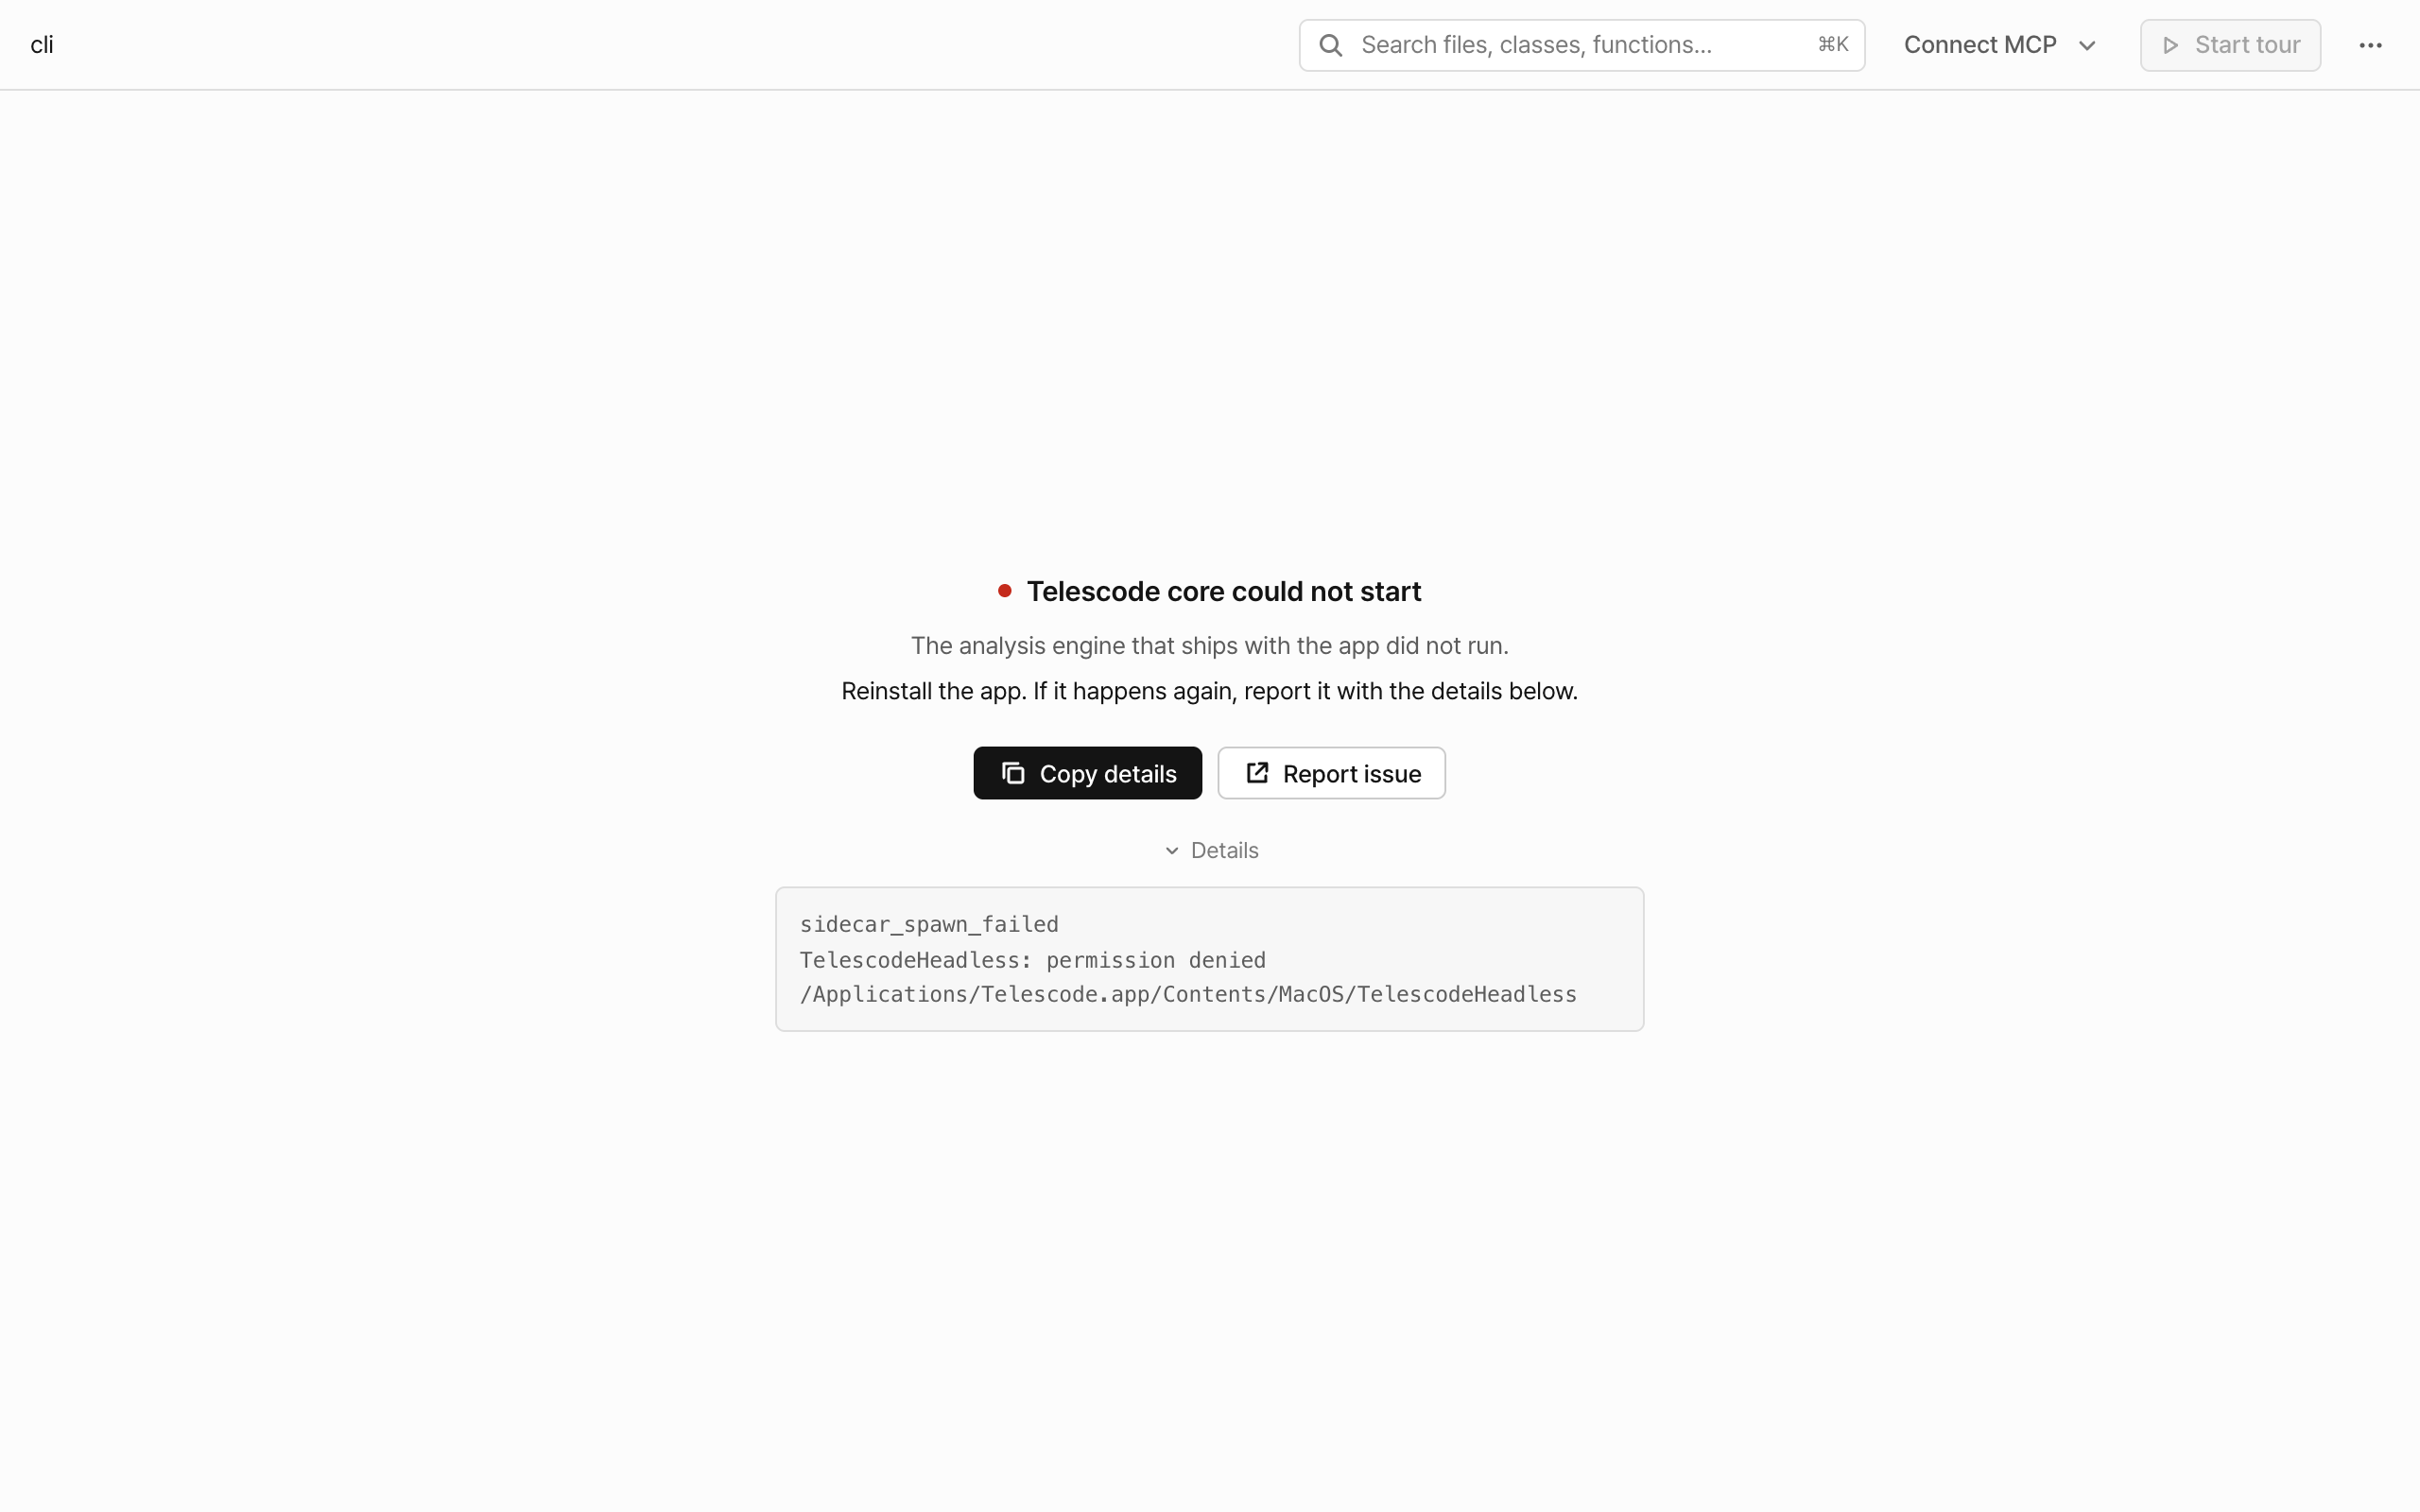 cli
Search files, classes, functions... ⌘K
Connect MCP
Start tour
Telescode core could not start
The analysis engine that ships with the app did not run.
Reinstall the app. If it happens again, report it with the details below.
Copy details
Report issue
Details
sidecar_spawn_failed
TelescodeHeadless: permission denied
/Applications/Telescode.app/Contents/MacOS/TelescodeHeadless